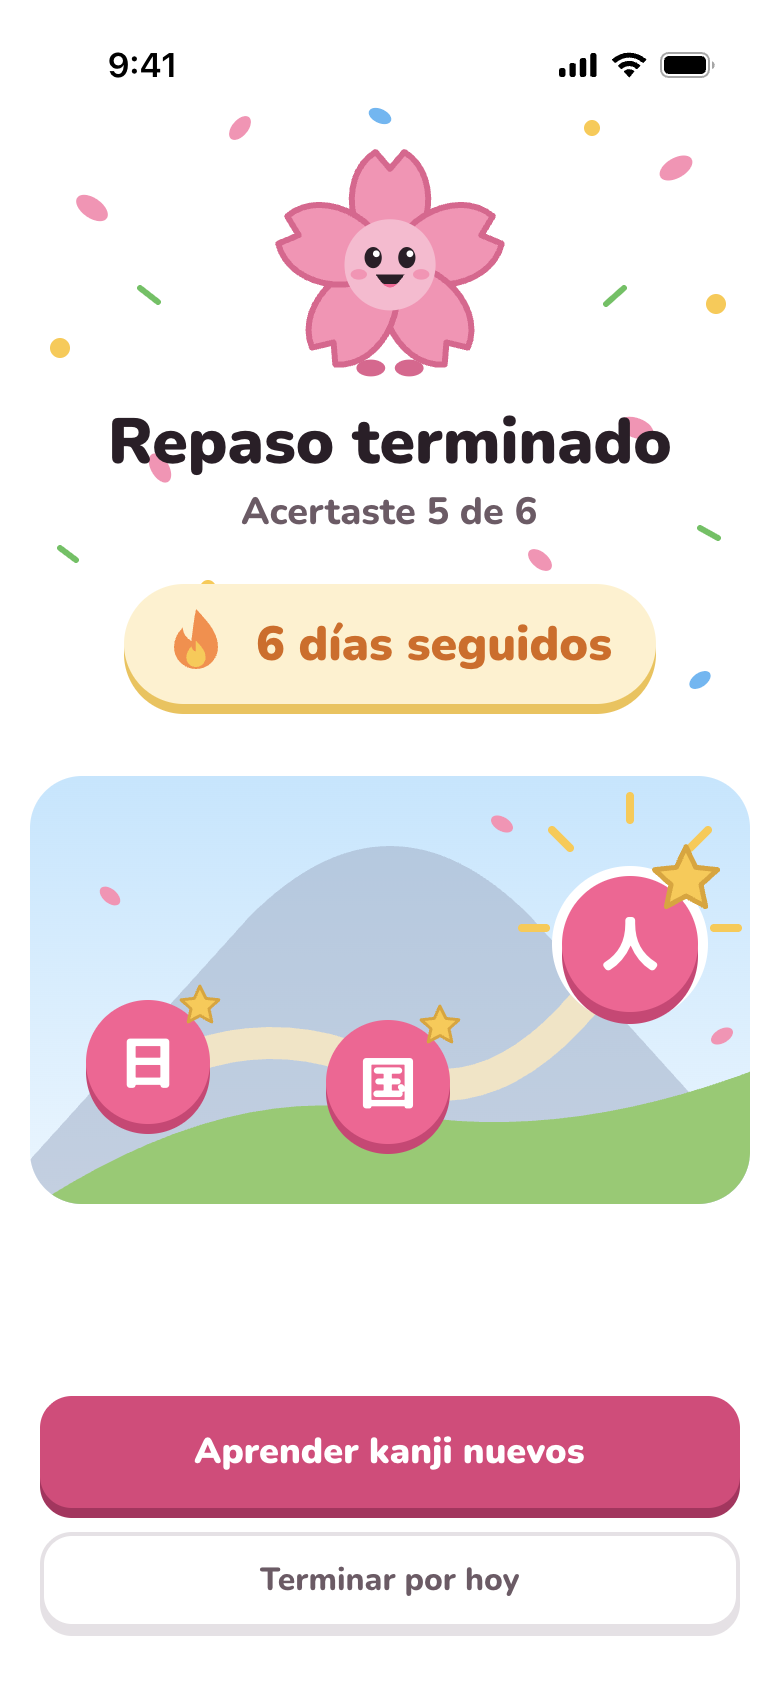 9:41
Repaso terminado
Acertaste 5 de 6
6 días seguidos
人
日
国
Aprender kanji nuevos
Terminar por hoy